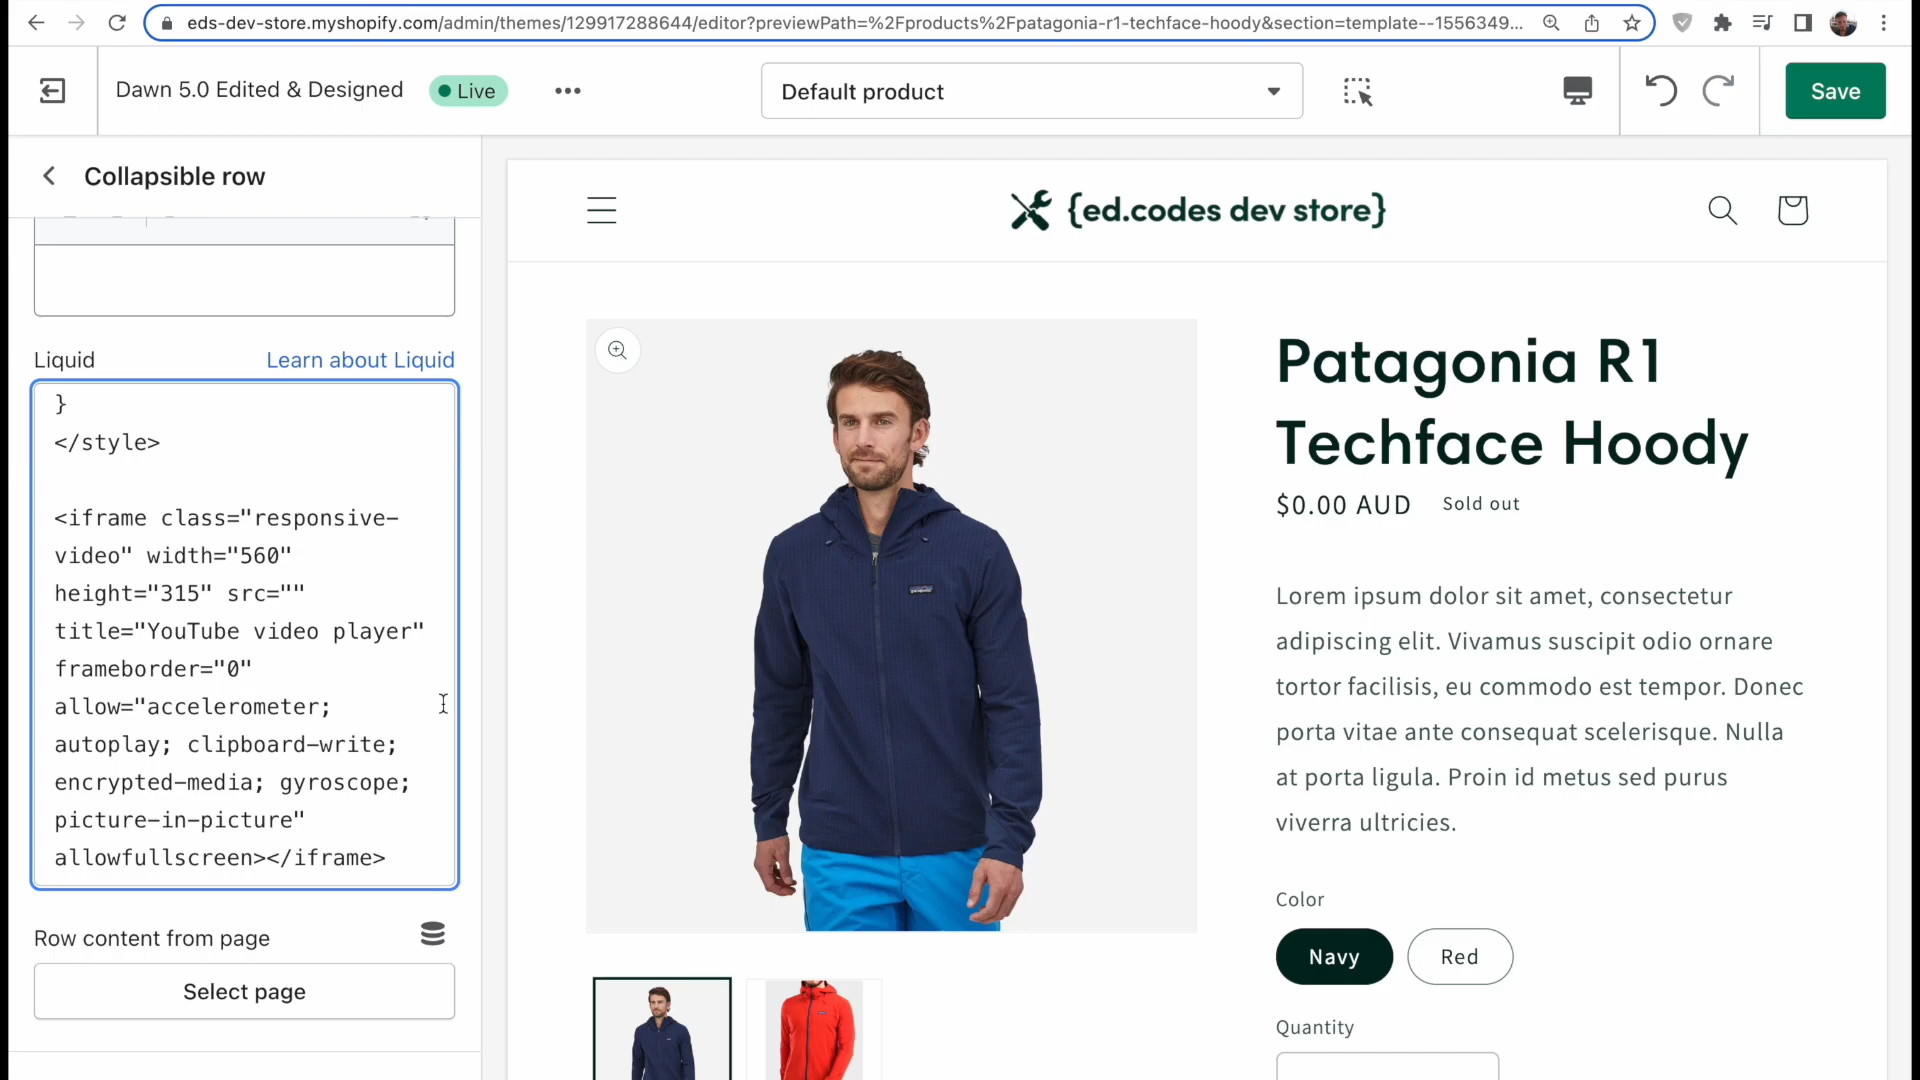 eds-dev-store.myshopify.com/admin/themes/129917288644/editor?previewPath=%2Fproducts%2Fpatagonia-r1-techface-hoody&section=template--1556349...
Dawn 5.0 Edited & Designed
Live
Default product
Save
Collapsible row
Liquid
Learn about Liquid
}
</style>
<iframe class="responsive-
video" width="560"
height="315" src=""
title="YouTube video player"
frameborder="0"
allow="accelerometer;
autoplay; clipboard-write;
encrypted-media; gyroscope;
picture-in-picture"
allowfullscreen></iframe>
Row content from page
Select page
{ed.codes dev store}
Patagonia R1
Techface Hoody
$0.00 AUD
Sold out
Lorem ipsum dolor sit amet, consectetur
adipiscing elit. Vivamus suscipit odio ornare
tortor facilisis, eu commodo est tempor. Donec
porta vitae ante consequat scelerisque. Nulla
at porta ligula. Proin id metus sed purus
viverra ultricies.
Color
Navy
Red
Quantity